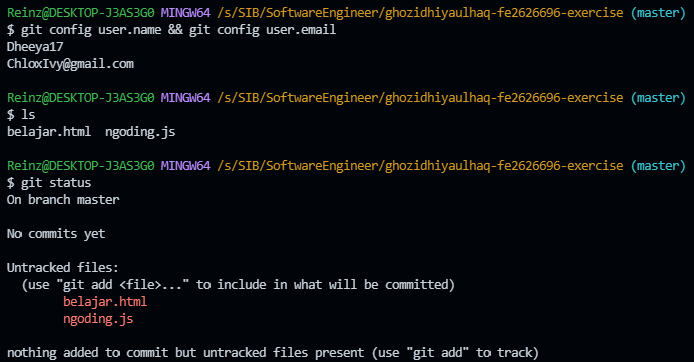 Reinz@DESKTOP-J3AS3G0 MINGW64 /s/SIB/SoftwareEngineer/ghozidhiyaulhaq-fe2626696-exercise (master)
$ git config user.name && git config user.email
Dheeya17
ChloxIvy@gmail.com

Reinz@DESKTOP-J3AS3G0 MINGW64 /s/SIB/SoftwareEngineer/ghozidhiyaulhaq-fe2626696-exercise (master)
$ ls
belajar.html  ngoding.js

Reinz@DESKTOP-J3AS3G0 MINGW64 /s/SIB/SoftwareEngineer/ghozidhiyaulhaq-fe2626696-exercise (master)
$ git status
On branch master

No commits yet

Untracked files:
  (use "git add <file>..." to include in what will be committed)
        belajar.html
        ngoding.js

nothing added to commit but untracked files present (use "git add" to track)